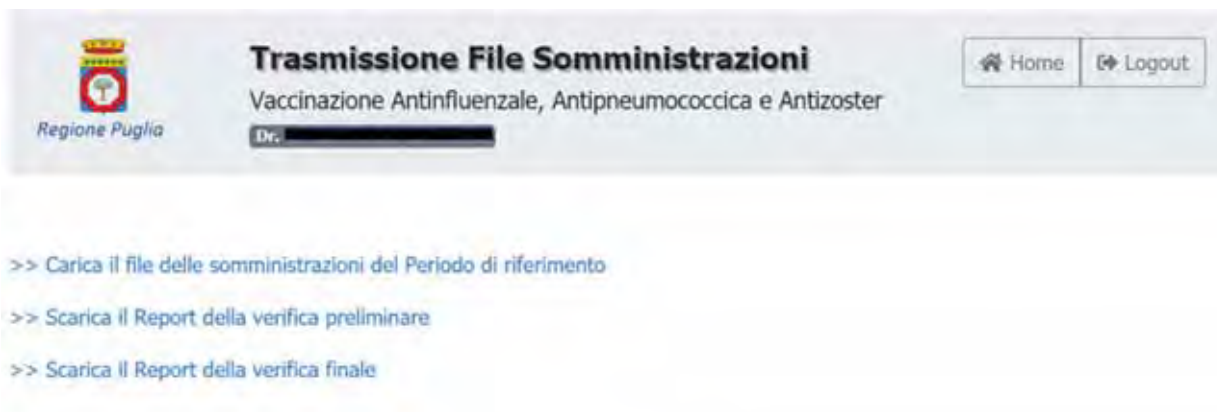 Trasmissione File Somministrazioni
Home
Logout
Vaccinazione Antinfluenzale, Antipneumococcica e Antizoster
Regione Puglia
Dr.
>> Carica il file delle somministrazioni del Periodo di riferimento
>> Scarica il Report della verifica preliminare
>> Scarica il Report della verifica finale